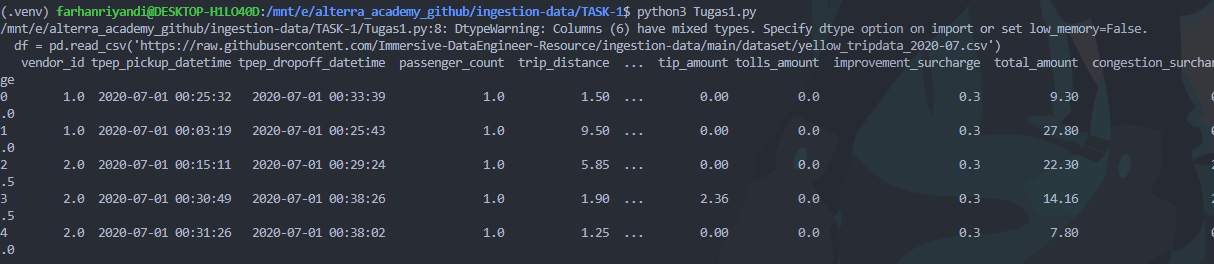 (.venv) farhanriyandi@DESKTOP-H1LO40D:/mnt/e/alterra_academy_github/ingestion-data/TASK-1$ python3 Tugas1.py
/mnt/e/alterra_academy_github/ingestion-data/TASK-1/Tugas1.py:8: DtypeWarning: Columns (6) have mixed types. Specify dtype option on import or set low_memory=False.
  df = pd.read_csv('https://raw.githubusercontent.com/Immersive-DataEngineer-Resource/ingestion-data/main/dataset/yellow_tripdata_2020-07.csv')
   vendor_id tpep_pickup_datetime tpep_dropoff_datetime  passenger_count  trip_distance  ...  tip_amount  tolls_amount  improvement_surcharge  total_amount  congestion_surchar
ge
0        1.0  2020-07-01 00:25:32   2020-07-01 00:33:39              1.0           1.50  ...        0.00           0.0                    0.3          9.30                 0
.0
1        1.0  2020-07-01 00:03:19   2020-07-01 00:25:43              1.0           9.50  ...        0.00           0.0                    0.3         27.80                 0
.0
2        2.0  2020-07-01 00:15:11   2020-07-01 00:29:24              1.0           5.85  ...        0.00           0.0                    0.3         22.30                 2
.5
3        2.0  2020-07-01 00:30:49   2020-07-01 00:38:26              1.0           1.90  ...        2.36           0.0                    0.3         14.16                 2
.5
4        2.0  2020-07-01 00:31:26   2020-07-01 00:38:02              1.0           1.25  ...        0.00           0.0                    0.3          7.80                 0
.0